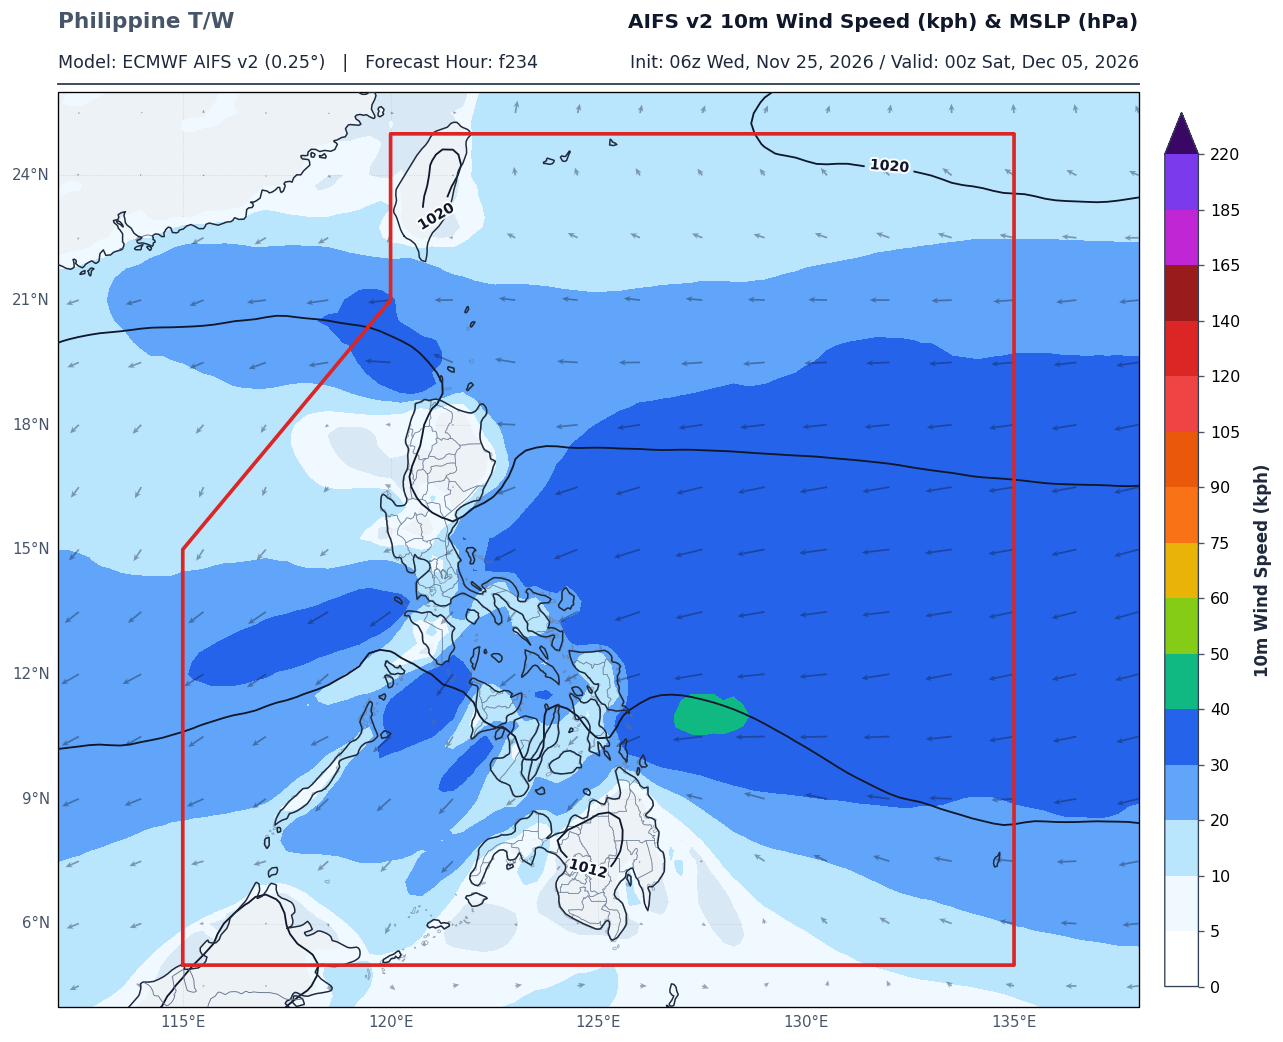 Philippine T/W
AIFS v2 10m Wind Speed (kph) & MSLP (hPa)
Model: ECMWF AIFS v2 (0.25°) | Forecast Hour: f234
Init: 06z Wed, Nov 25, 2026 / Valid: 00z Sat, Dec 05, 2026
24°N
21°N
18°N
15°N
12°N
9°N
6°N
115°E
120°E
125°E
130°E
135°E
1020
1020
1012
220
185
165
140
120
105
90
75
60
50
40
30
20
10
5
0
10m Wind Speed (kph)